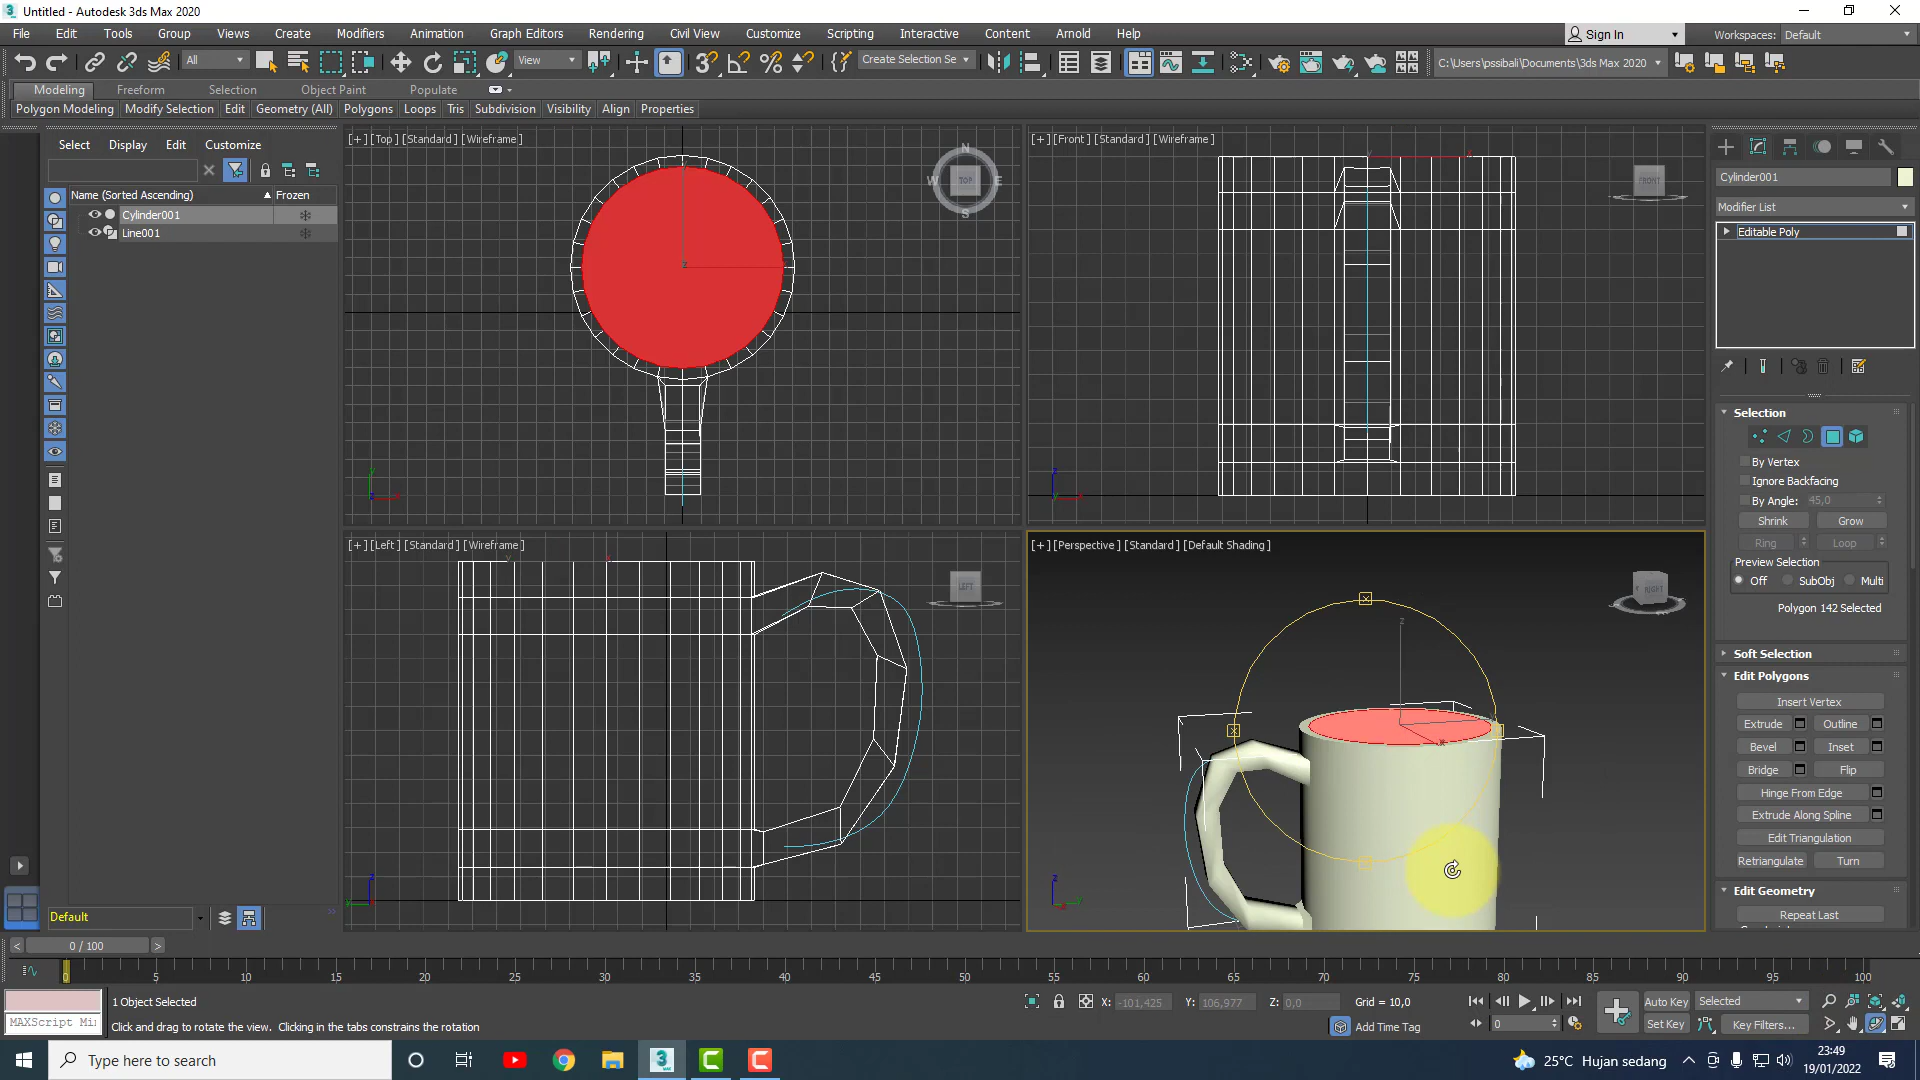 Untitled - Autodesk 3ds Max 2020
File Edit Tools Group Views Create Modifiers Animation Graph Editors Rendering Civil View Customize Scripting Interactive Content Arnold Help
Sign In Workspaces: Default
All View Create Selection Se C:\Users\pssibali\Documents\3ds Max 2020
Modeling Freeform Selection Object Paint Populate
Polygon Modeling Modify Selection Edit Geometry (All) Polygons Loops Tris Subdivision Visibility Align Properties
Select Display Edit Customize
Name (Sorted Ascending) Frozen
Cylinder001
Line001
[+] [Top] [Standard] [Wireframe]
N
W TOP E
S
[+] [Front] [Standard] [Wireframe]
FRONT
[+] [Left] [Standard] [Wireframe]
LEFT
[+] [Perspective] [Standard] [Default Shading]
RIGHT
Cylinder001
Modifier List
Editable Poly
Selection
By Vertex
Ignore Backfacing
By Angle: 45,0
Shrink Grow
Ring Loop
Preview Selection
Off SubObj Multi
Polygon 142 Selected
Soft Selection
Edit Polygons
Insert Vertex
Extrude Outline
Bevel Inset
Bridge Flip
Hinge From Edge
Extrude Along Spline
Edit Triangulation
Retriangulate Turn
Edit Geometry
Repeat Last
Default
0 / 100
0 5 10 15 20 25 30 35 40 45 50 55 60 65 70 75 80 85 90 95 100
1 Object Selected
X: -101,425 Y: 106,977 Z: 0,0 Grid = 10,0
Auto Key Selected
MAXScript Mi
Click and drag to rotate the view. Clicking in the tabs constrains the rotation
Add Time Tag
0
Set Key Key Filters...
Type here to search
25°C Hujan sedang
23:49
19/01/2022